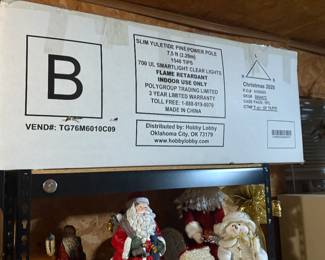 B
VEND#: TG76M6010C09
SLIM YULETIDE PINE POWER POLE
7.5 ft (2.29m)
1546 TIPS
700 UL SMARTLIGHT CLEAR LIGHTS
FLAME RETARDANT
INDOOR USE ONLY
POLYGROUP TRADING LIMITED
3 YEAR LIMITED WARRANTY
TOLL FREE: 1-888-919-0070
MADE IN CHINA
Distributed by: Hobby Lobby
Oklahoma City, OK 73179
www.hobbylobby.com
Christmas 2020